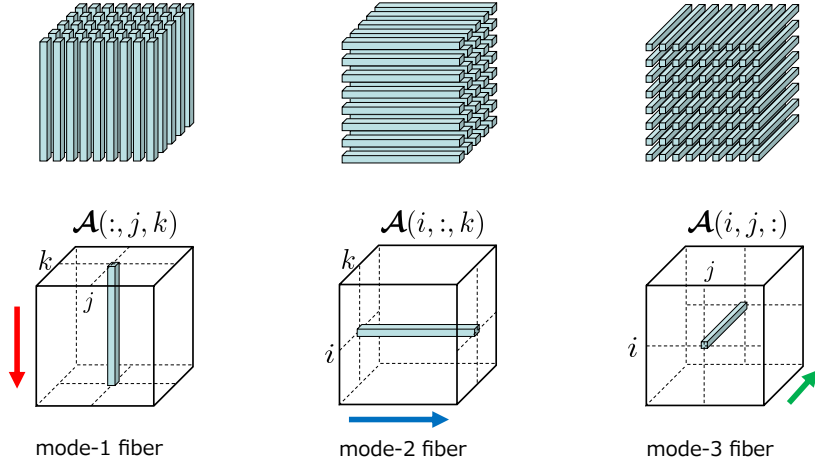 𝓐(:, j, k)
𝓐(i, :, k)
𝓐(i, j, :)
k
j
k
i
j
i
mode-1 fiber
mode-2 fiber
mode-3 fiber